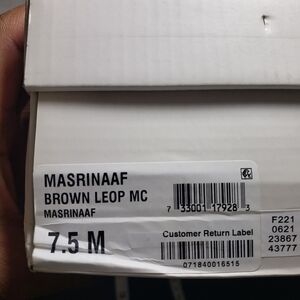 MASRINAAF
BROWN LEOP MC
MASRINAAF
7.5 M
7 33001 17928 3
Customer Return Label
071840016515
F221
0621
23867
43777